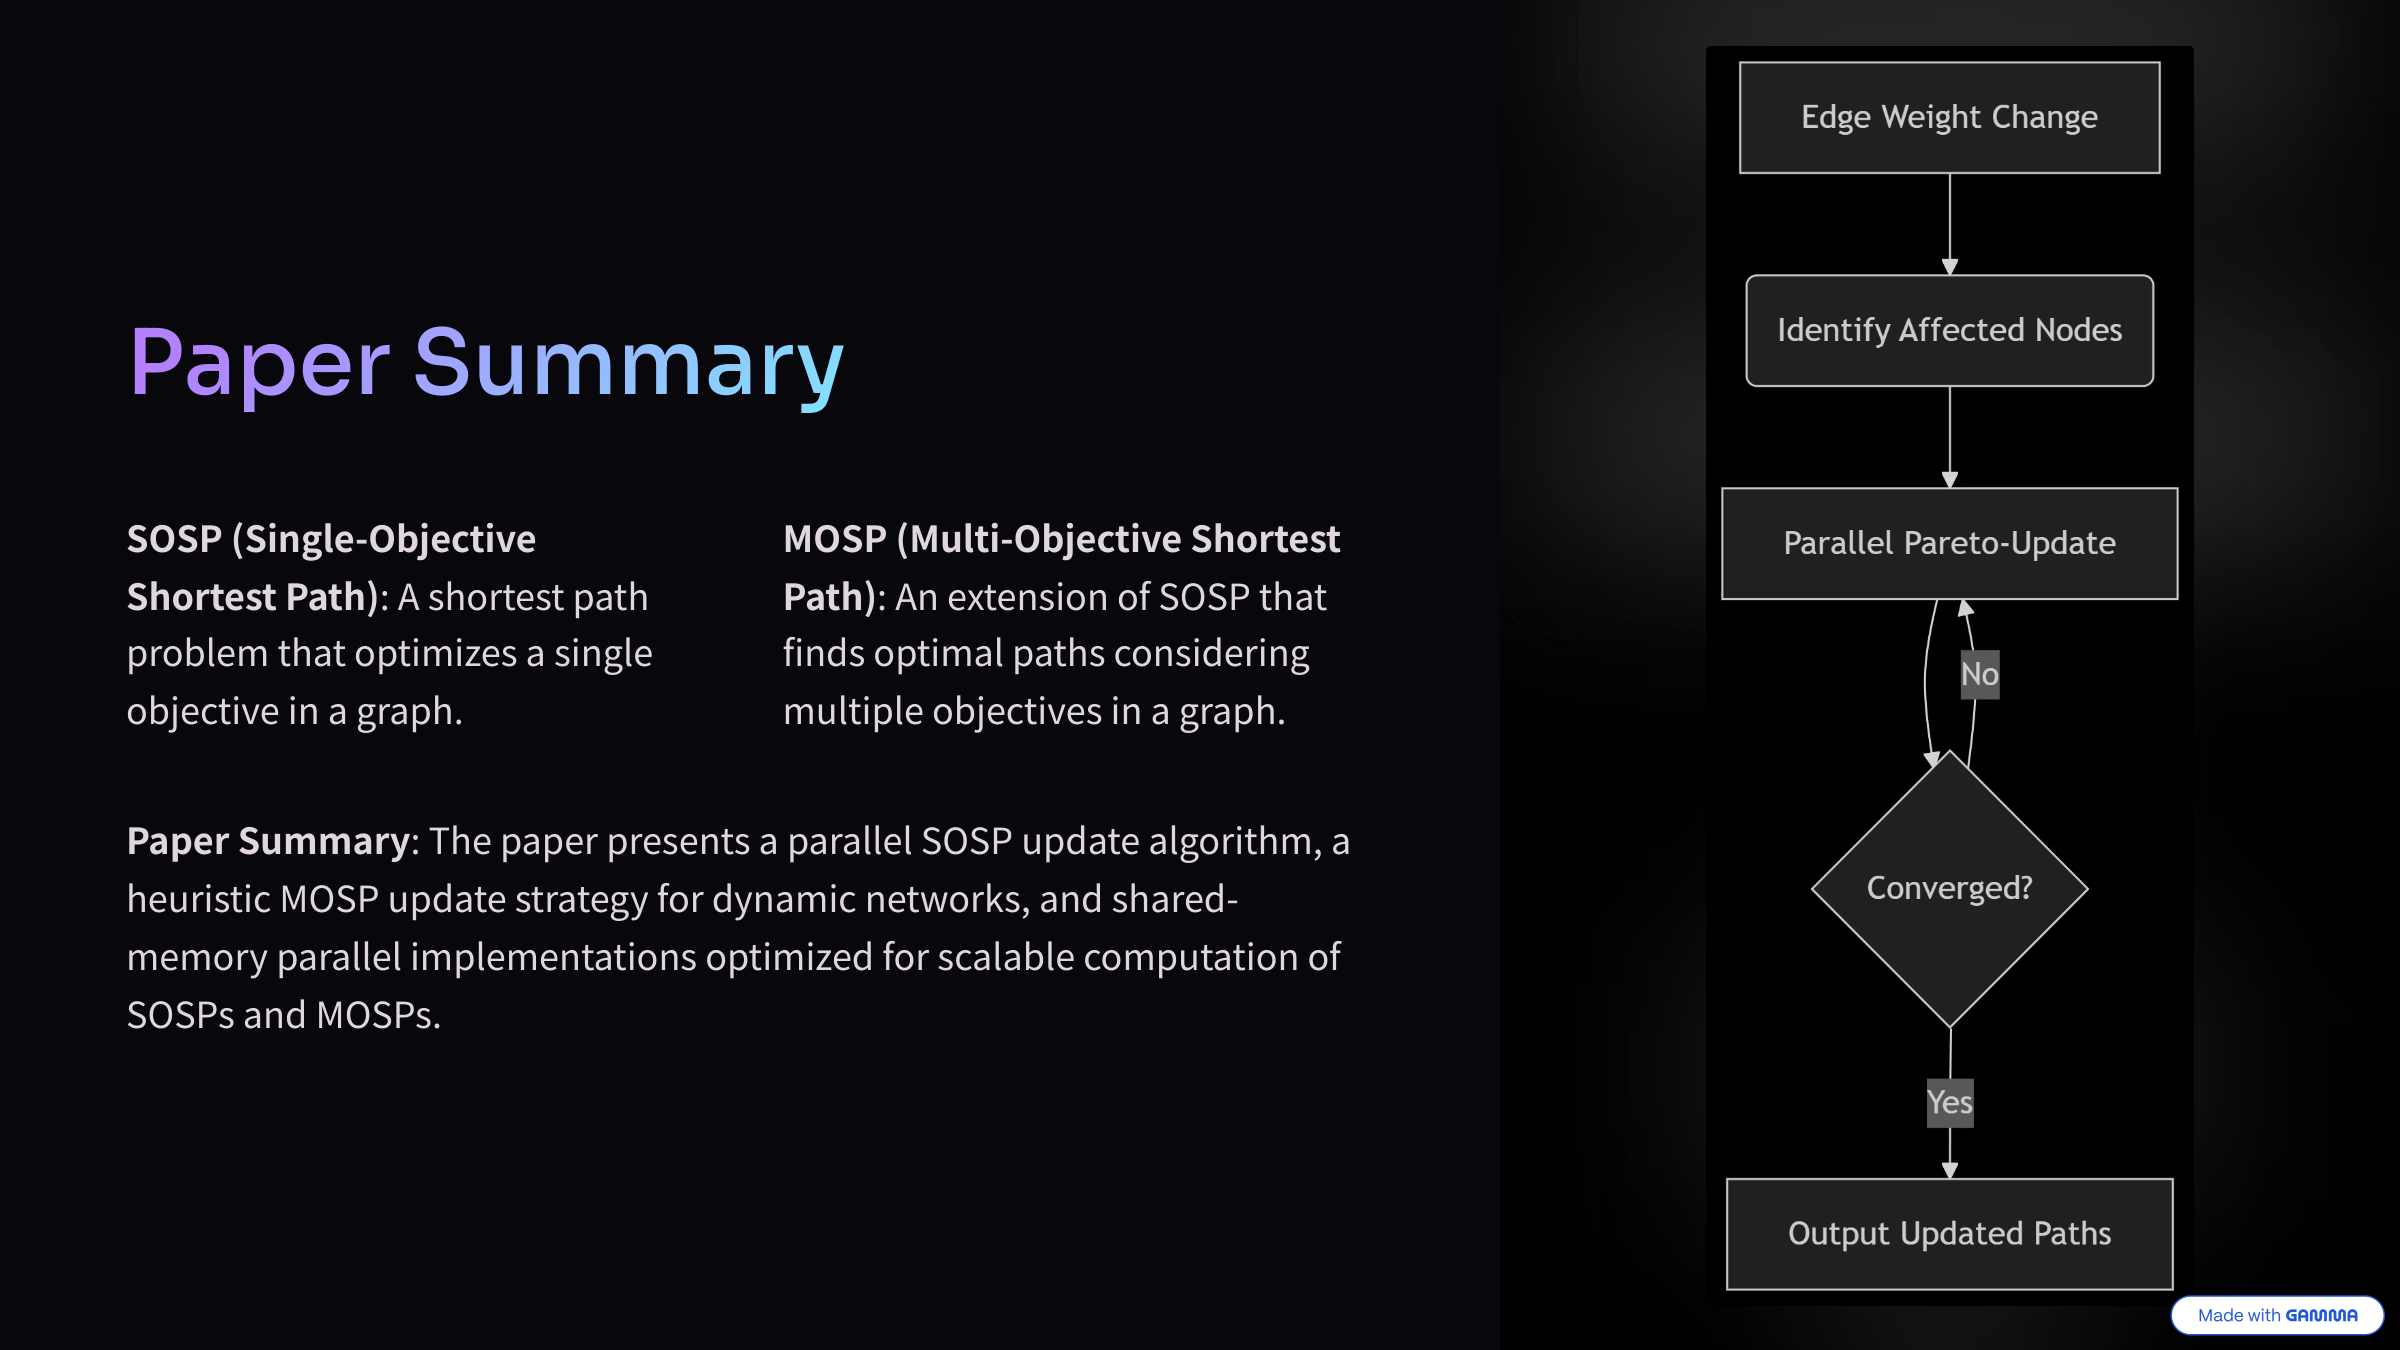 Paper Summary
SOSP (Single-Objective
Shortest Path): A shortest path
problem that optimizes a single
objective in a graph.
MOSP (Multi-Objective Shortest
Path): An extension of SOSP that
finds optimal paths considering
multiple objectives in a graph.
Paper Summary: The paper presents a parallel SOSP update algorithm, a
heuristic MOSP update strategy for dynamic networks, and shared-
memory parallel implementations optimized for scalable computation of
SOSPs and MOSPs.
Edge Weight Change
Identify Affected Nodes
Parallel Pareto-Update
No
Converged?
Yes
Output Updated Paths
Made with GAMMA